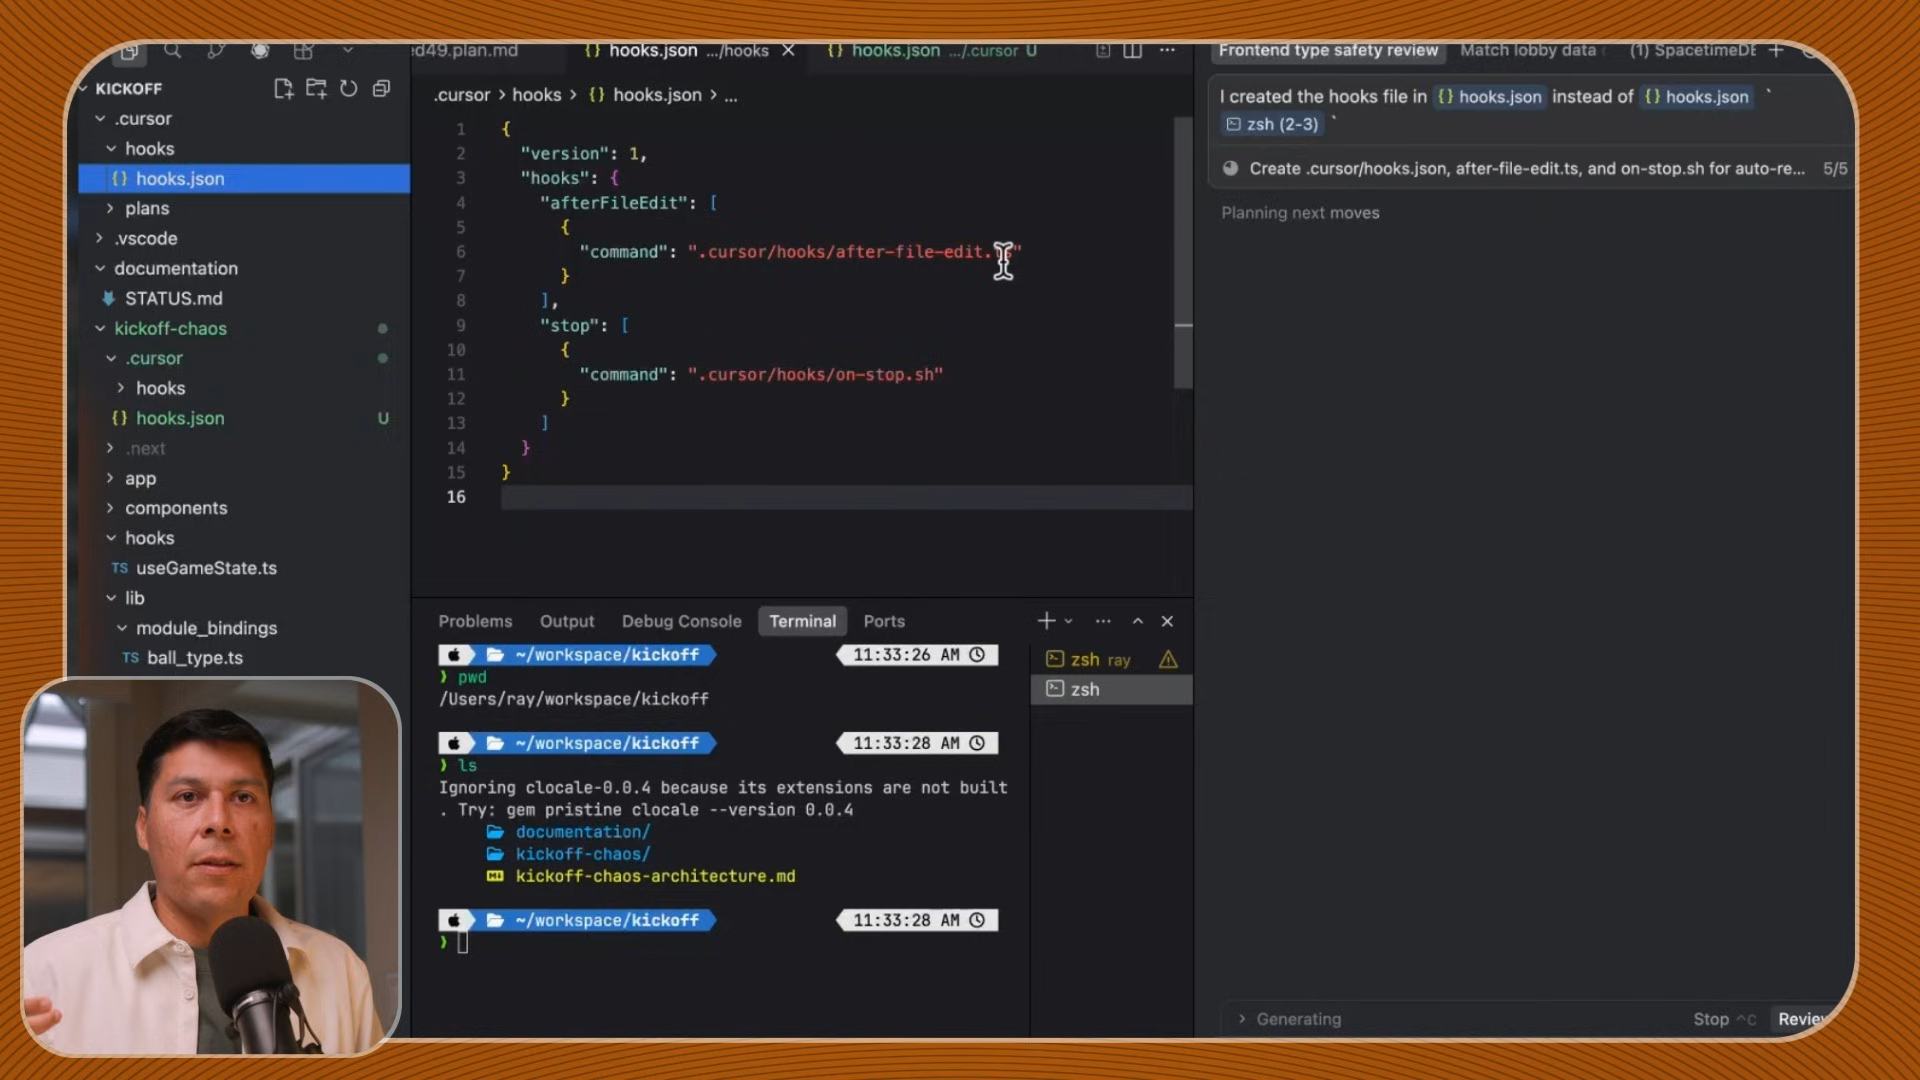 ed49.plan.md
{} hooks.json .../hooks
{} hooks.json .../.cursor U
KICKOFF
.cursor
hooks
{} hooks.json
plans
.vscode
documentation
STATUS.md
kickoff-chaos
.cursor
hooks
{} hooks.json U
.next
app
components
hooks
TS useGameState.ts
lib
module_bindings
TS ball_type.ts
.cursor > hooks > {} hooks.json > ...
1 {
2 "version": 1,
3 "hooks": {
4 "afterFileEdit": [
5 {
6 "command": ".cursor/hooks/after-file-edit.ts"
7 }
8 ],
9 "stop": [
10 {
11 "command": ".cursor/hooks/on-stop.sh"
12 }
13 ]
14 }
15 }
16
Problems Output Debug Console Terminal Ports
~/workspace/kickoff 11:33:26 AM
❯ pwd
/Users/ray/workspace/kickoff
~/workspace/kickoff 11:33:28 AM
❯ ls
Ignoring clocale-0.0.4 because its extensions are not built
. Try: gem pristine clocale --version 0.0.4
documentation/
kickoff-chaos/
kickoff-chaos-architecture.md
~/workspace/kickoff 11:33:28 AM
❯
zsh ray
zsh
Frontend type safety review Match lobby data (1) SpacetimeDB
I created the hooks file in {} hooks.json instead of {} hooks.json `
zsh (2-3) `
Create .cursor/hooks.json, after-file-edit.ts, and on-stop.sh for auto-re... 5/5
Planning next moves
Generating
Stop ^C Review